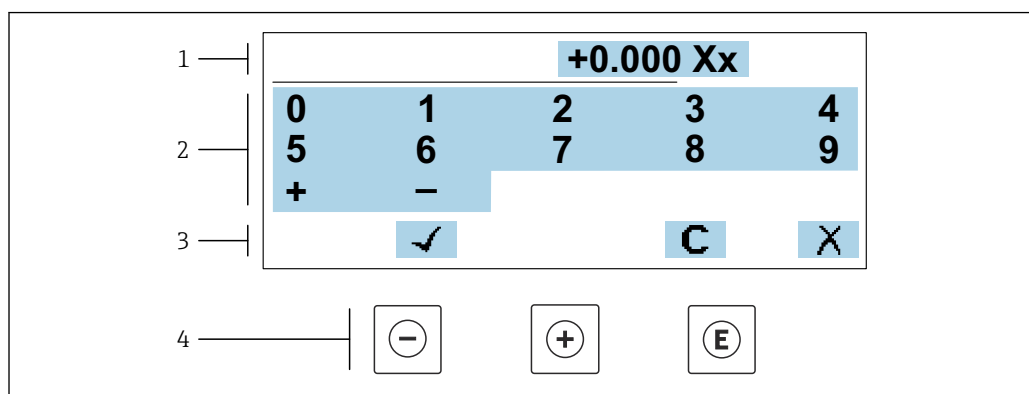 1 +0.000 Xx
0 1 2 3 4
2 5 6 7 8 9
+ −
3 ✓ C X
4 − + E